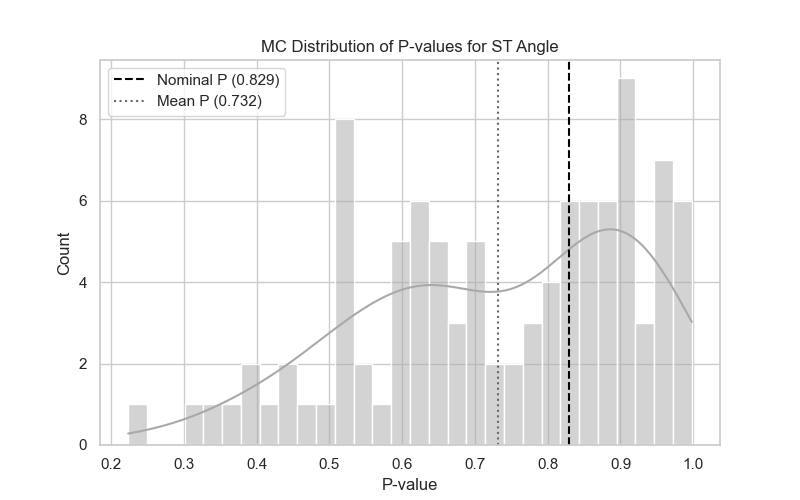 MC Distribution of P-values for ST Angle
Nominal P (0.829)
Mean P (0.732)
Count
8
6
4
2
0
0.2 0.3 0.4 0.5 0.6 0.7 0.8 0.9 1.0
P-value